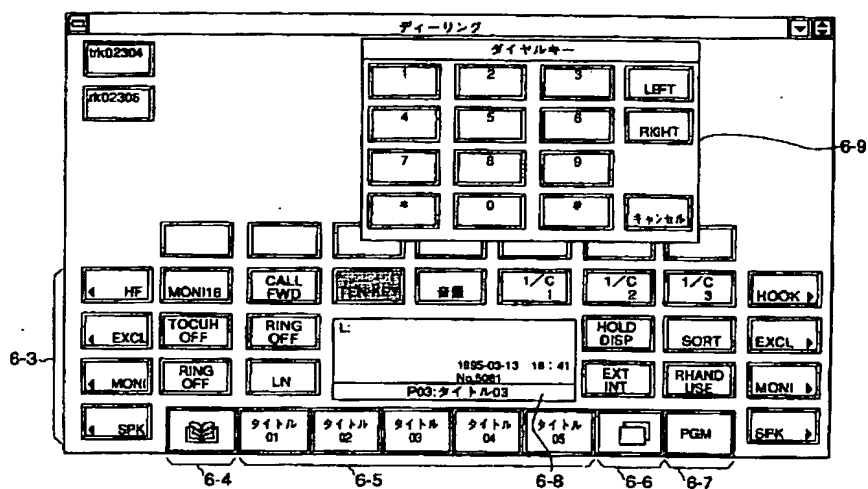 ディーリング
trk02304
rk02306
ダイヤルキー
1 2 3 LEFT
4 5 6 RIGHT
7 8 9
* 0 # キャンセル
6-9
HF MONI16 CALL FWD TEN-KEY 音量 1/C 1 1/C 2 1/C 3 HOOK
6-3
EXCL TOCUH OFF RING OFF L: HOLD DISP SORT EXCL
1995-03-13 16:41
No.5061
MONI RING OFF LN P03:タイトル03 EXT INT RHAND USE MONI
SPK タイトル 01 タイトル 02 タイトル 03 タイトル 04 タイトル 05 PGM SPK
6-4 6-5 6-8 6-6 6-7